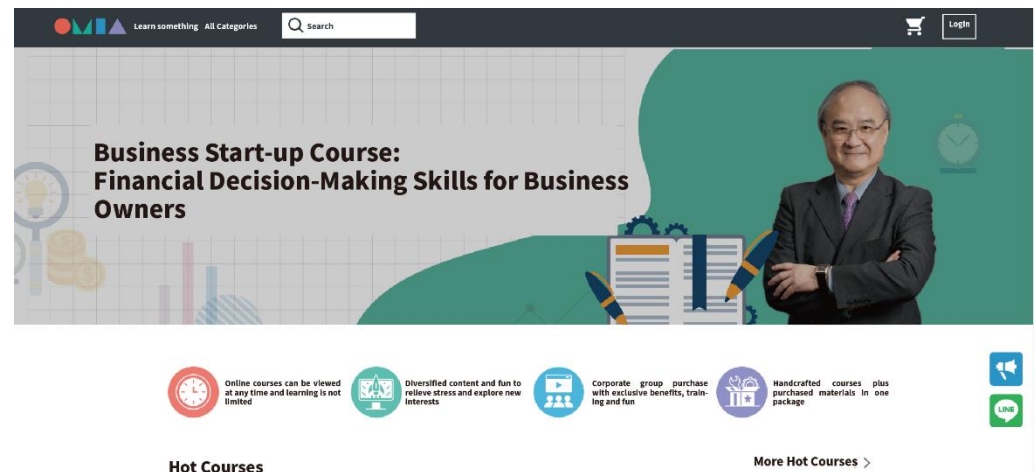 OMIA Learn something All Categories Search Login
Business Start-up Course:
Financial Decision-Making Skills for Business
Owners
Online courses can be viewed
at any time and learning is not
limited
Diversified content and fun to
relieve stress and explore new
interests
Corporate group purchase
with exclusive benefits, train-
ing and fun
Handcrafted courses plus
purchased materials in one
package
LINE
Hot Courses
More Hot Courses >